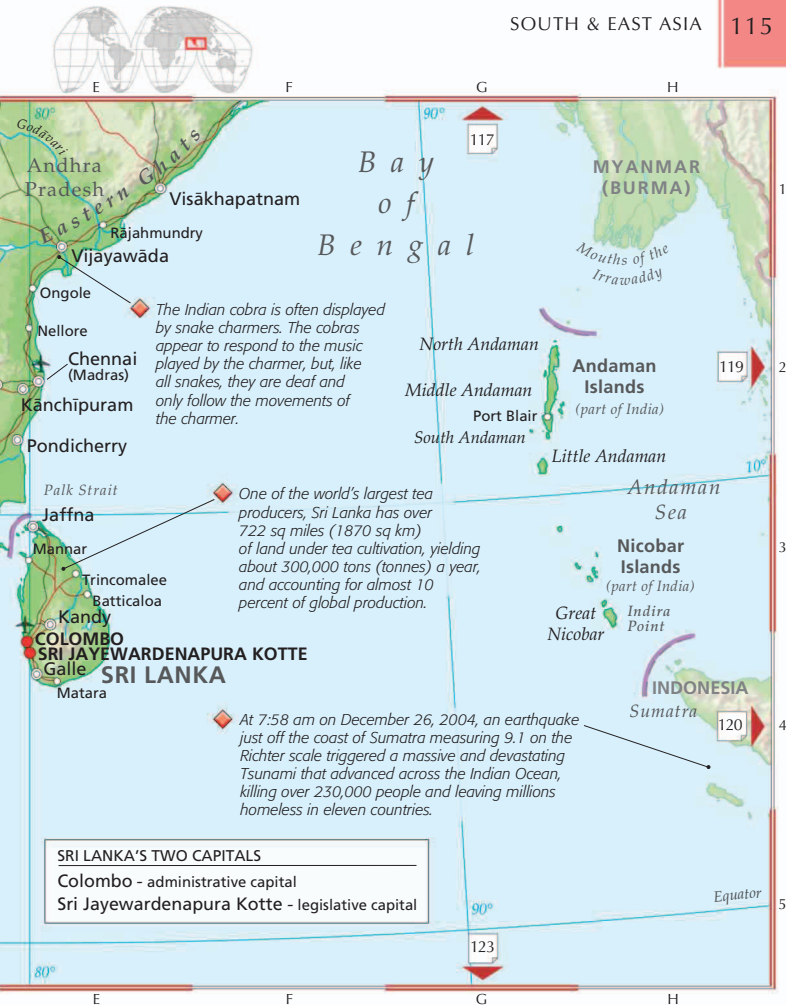 SOUTH & EAST ASIA 115
E F G H
80° 90°
117
Godāvari
Andhra
Pradesh
Eastern Ghats
Visākhapatnam
Rājahmundry
Vijayawāda
Bay
of
Bengal
MYANMAR
(BURMA)
Mouths of the
Irrawaddy
1
Ongole
Nellore
Chennai
(Madras)
Kānchīpuram
Pondicherry
The Indian cobra is often displayed
by snake charmers. The cobras
appear to respond to the music
played by the charmer, but, like
all snakes, they are deaf and
only follow the movements of
the charmer.
North Andaman
Middle Andaman
Port Blair
South Andaman
Little Andaman
Andaman
Islands
(part of India)
119
2
10°
Palk Strait
Jaffna
Mannar
Trincomalee
Batticaloa
Kandy
COLOMBO
SRI JAYEWARDENAPURA KOTTE
Galle
SRI LANKA
Matara
One of the world's largest tea
producers, Sri Lanka has over
722 sq miles (1870 sq km)
of land under tea cultivation, yielding
about 300,000 tons (tonnes) a year,
and accounting for almost 10
percent of global production.
Andaman
Sea
Nicobar
Islands
(part of India)
Great
Nicobar
Indira
Point
3
INDONESIA
Sumatra
120
4
At 7:58 am on December 26, 2004, an earthquake
just off the coast of Sumatra measuring 9.1 on the
Richter scale triggered a massive and devastating
Tsunami that advanced across the Indian Ocean,
killing over 230,000 people and leaving millions
homeless in eleven countries.
SRI LANKA'S TWO CAPITALS
Colombo - administrative capital
Sri Jayewardenapura Kotte - legislative capital
Equator
5
90°
123
80°
E F G H